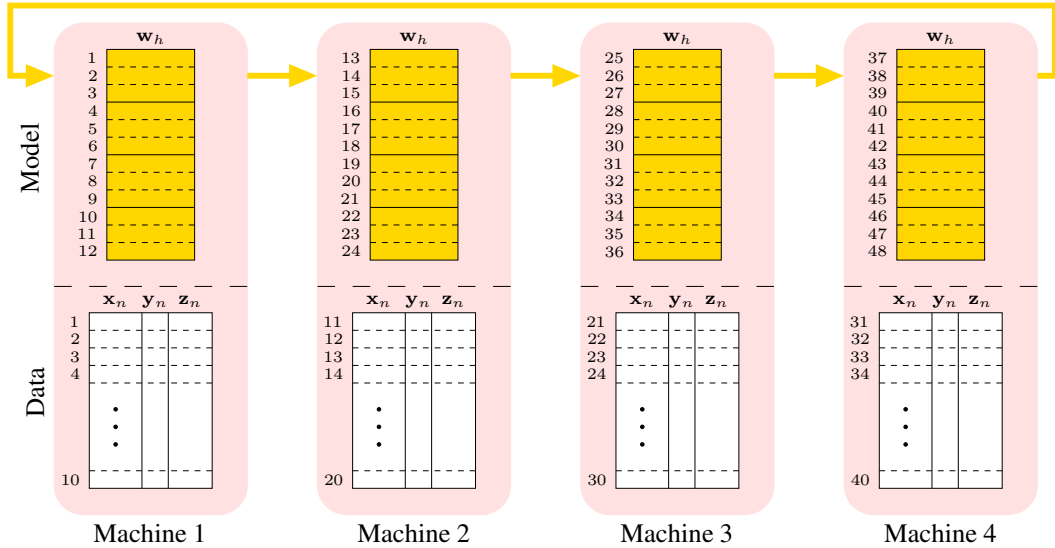 w_h w_h w_h w_h
1 13 25 37
2 14 26 38
3 15 27 39
4 16 28 40
5 17 29 41
6 18 30 42
7 19 31 43
8 20 32 44
9 21 33 45
10 22 34 46
11 23 35 47
12 24 36 48
Model
x_n y_n z_n x_n y_n z_n x_n y_n z_n x_n y_n z_n
1 11 21 31
2 12 22 32
3 13 23 33
4 14 24 34
10 20 30 40
Data
Machine 1 Machine 2 Machine 3 Machine 4